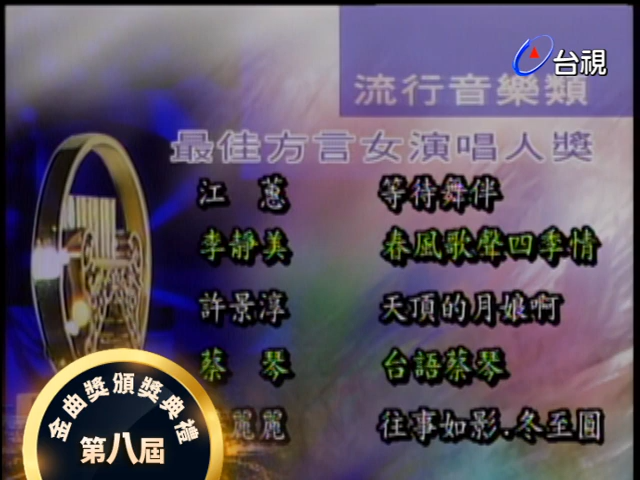 台視
流行音樂類
最佳方言女演唱人獎
江 蕙 等待舞伴
李靜美 春風歌聲四季情
許景淳 天頂的月娘啊
蔡 琴 台語蔡琴
麗麗 往事如影.冬至圓
金曲獎頒獎典禮
第八屆